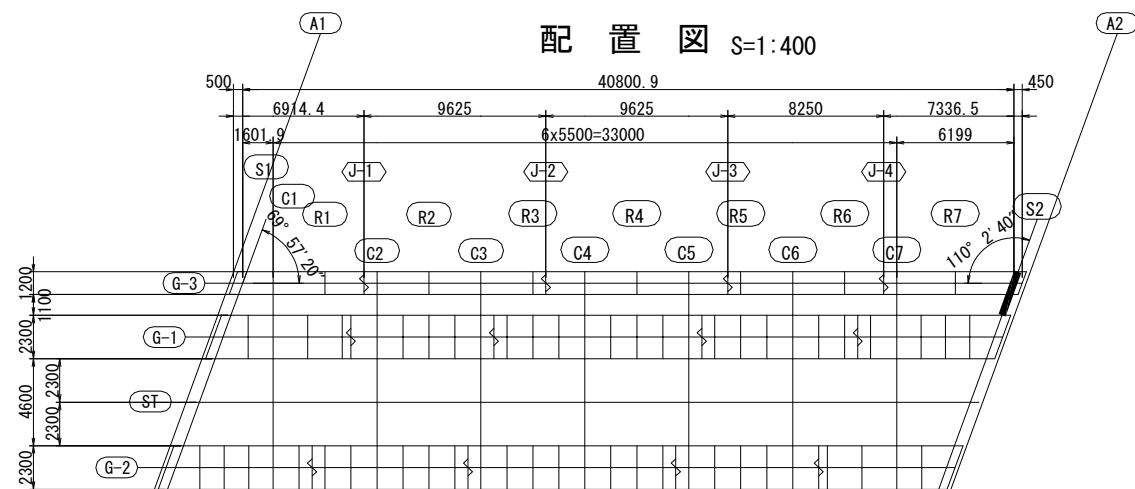 A1
A2
配 置 図 S=1:400
500
40800.9
450
6914.4
9625
9625
8250
7336.5
1601.9
6x5500=33000
6199
S1
J-1
J-2
J-3
J-4
C1
R1
R2
R3
R4
R5
R6
R7
S2
69° 57' 20"
110° 2' 40"
C2
C3
C4
C5
C6
C7
1200
G-3
1100
2300
G-1
4600
2300
ST
2300
2300
G-2